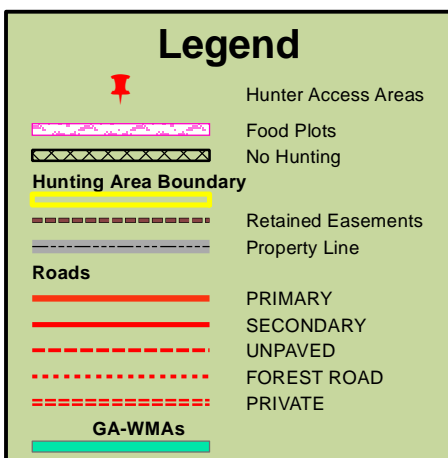 Legend
Hunter Access Areas
Food Plots
No Hunting
Hunting Area Boundary
Retained Easements
Property Line
Roads
PRIMARY
SECONDARY
UNPAVED
FOREST ROAD
PRIVATE
GA-WMAs